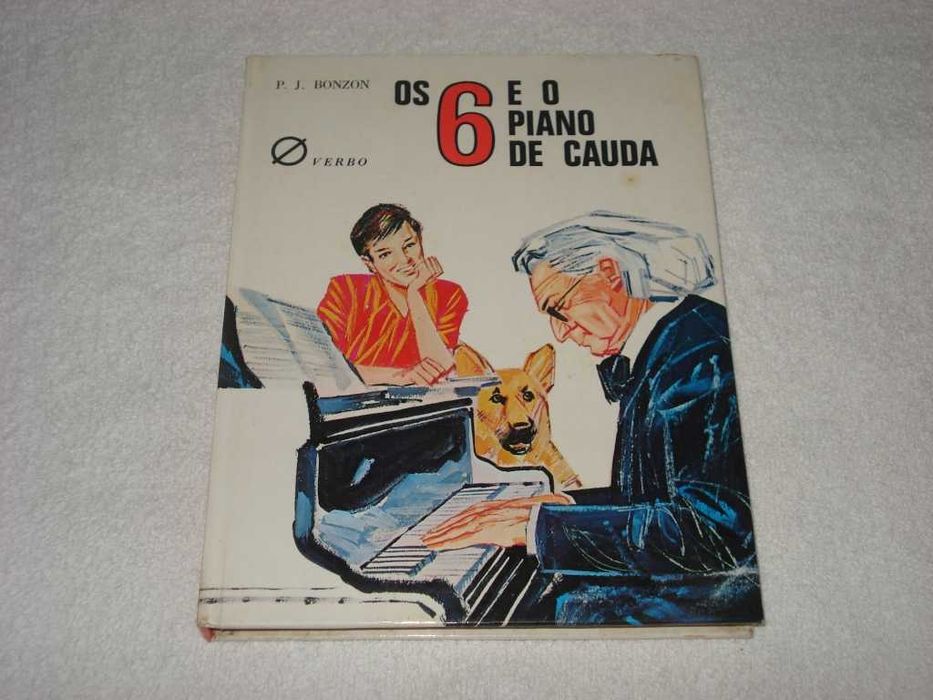 P. J. BONZON
VERBO
OS 6 E O
PIANO
DE CAUDA